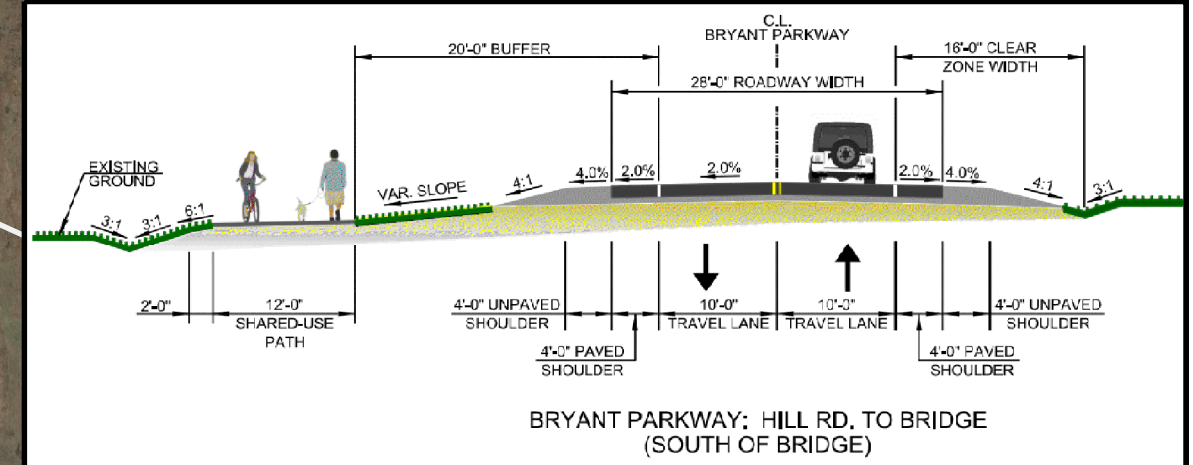 C.L.
BRYANT PARKWAY
20'-0" BUFFER
16'-0" CLEAR
ZONE WIDTH
28'-0" ROADWAY WIDTH
EXISTING
GROUND
3:1
3:1
6:1
VAR. SLOPE
4:1
4.0%
2.0%
2.0%
2.0%
4.0%
4:1
3:1
2'-0"
12'-0"
SHARED-USE
PATH
4'-0" UNPAVED
SHOULDER
10'-0"
TRAVEL LANE
10'-0"
TRAVEL LANE
4'-0" UNPAVED
SHOULDER
4'-0" PAVED
SHOULDER
4'-0" PAVED
SHOULDER
BRYANT PARKWAY: HILL RD. TO BRIDGE
(SOUTH OF BRIDGE)